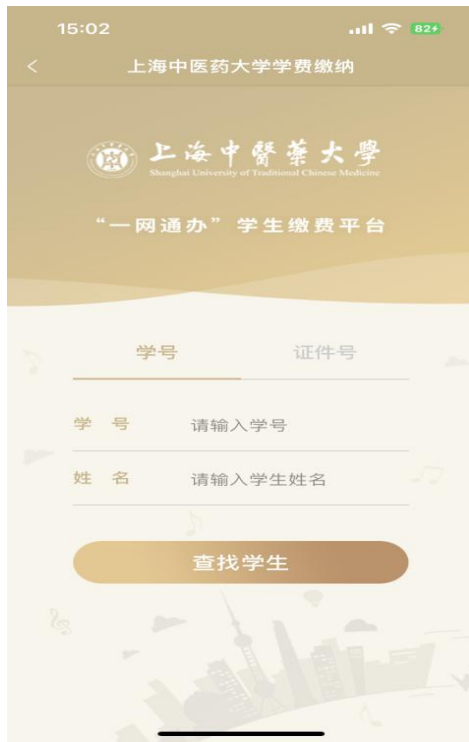 15:02
82
上海中医药大学学费缴纳
上海中醫藥大學
Shanghai University of Traditional Chinese Medicine
“一网通办”学生缴费平台
学号 证件号
学 号 请输入学号
姓 名 请输入学生姓名
查找学生